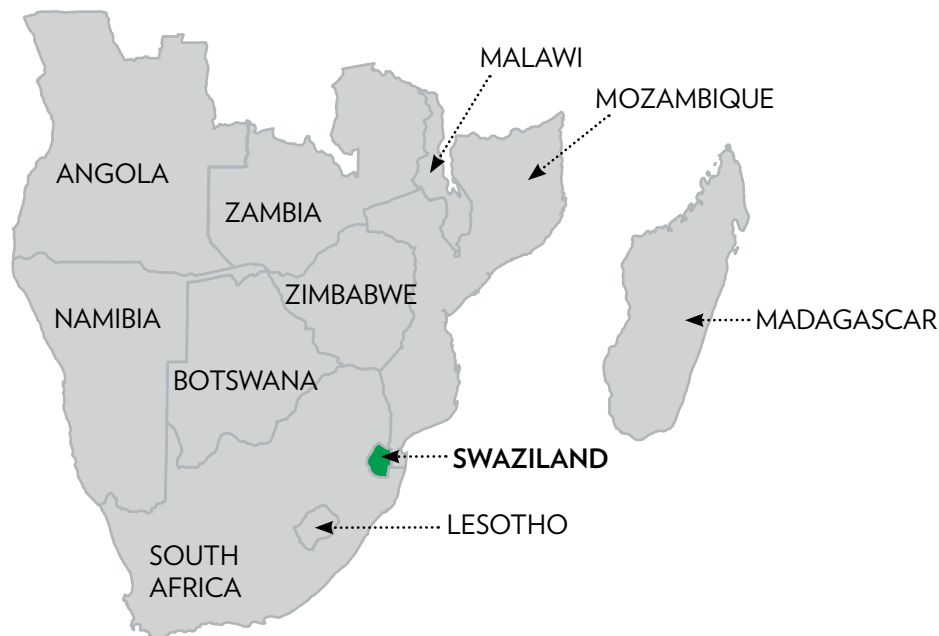 MALAWI
MOZAMBIQUE
ANGOLA
ZAMBIA
ZIMBABWE
NAMIBIA
MADAGASCAR
BOTSWANA
SWAZILAND
LESOTHO
SOUTH
AFRICA